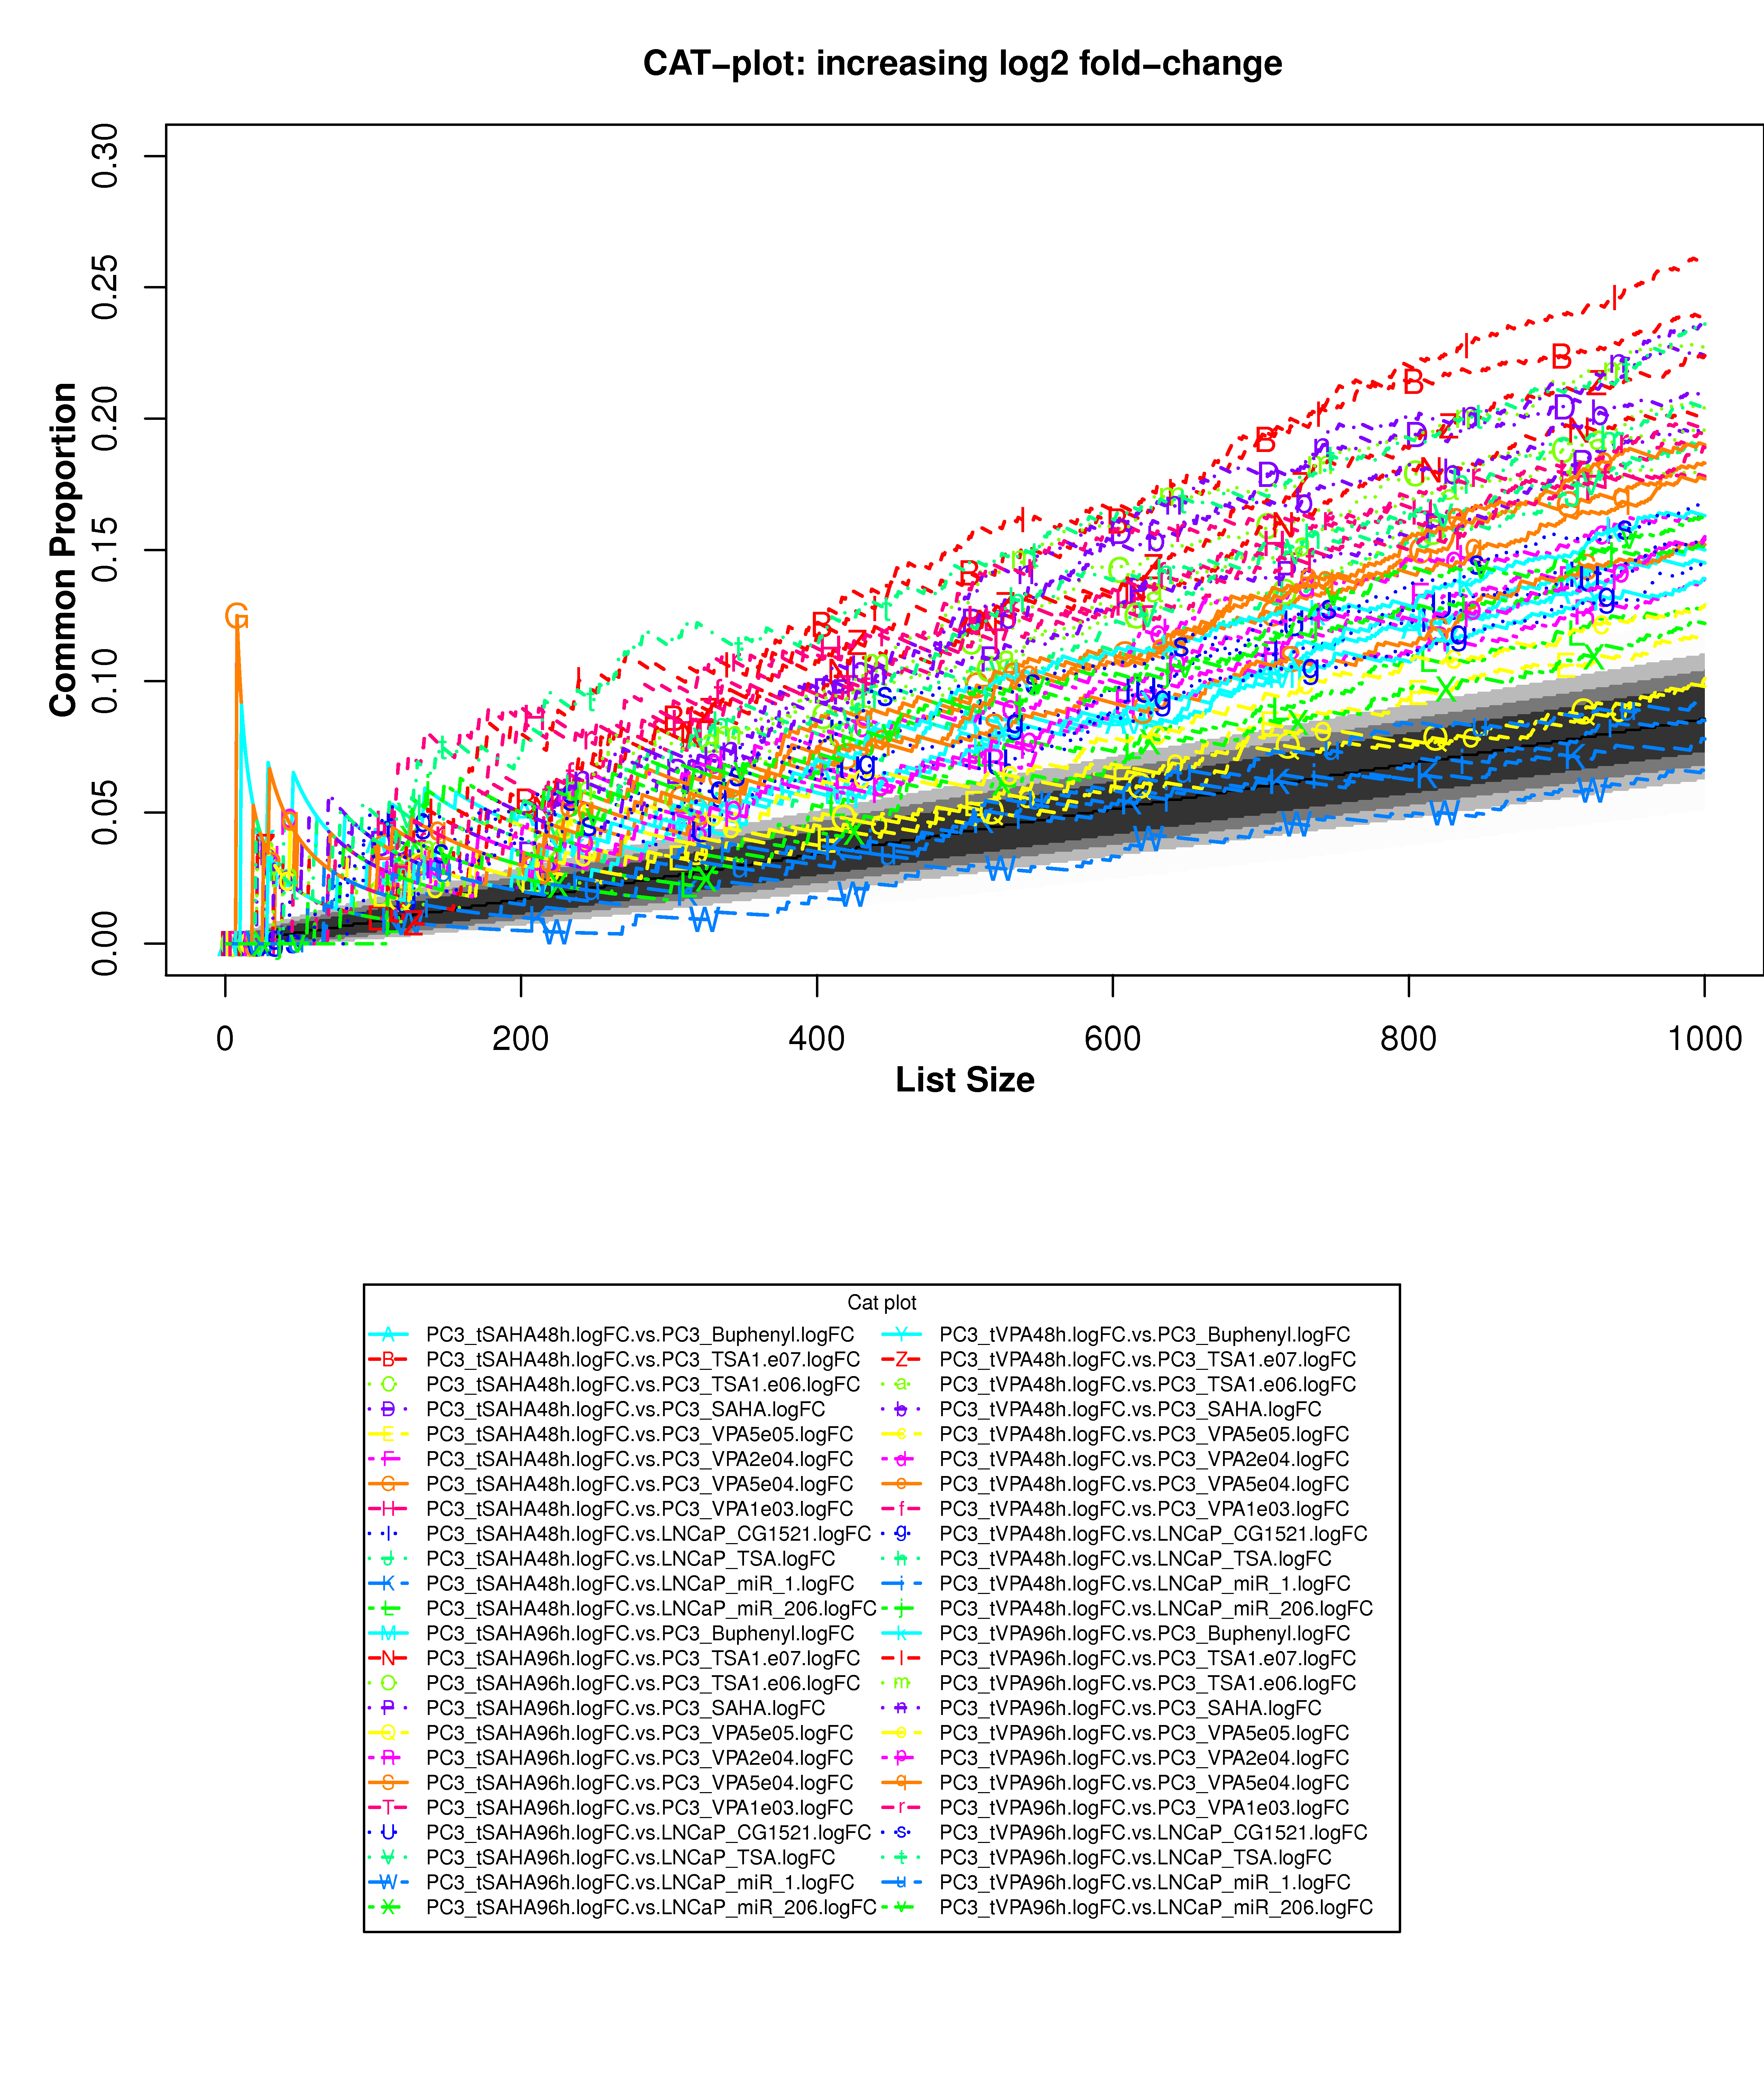 CAT−plot: increasing log2 fold−change
Common Proportion
0.30
0.25
0.20
0.15
0.10
0.05
0.00
0 200 400 600 800 1000
List Size
Cat plot
A PC3_tSAHA48h.logFC.vs.PC3_Buphenyl.logFC Y PC3_tVPA48h.logFC.vs.PC3_Buphenyl.logFC
B PC3_tSAHA48h.logFC.vs.PC3_TSA1.e07.logFC Z PC3_tVPA48h.logFC.vs.PC3_TSA1.e07.logFC
C PC3_tSAHA48h.logFC.vs.PC3_TSA1.e06.logFC a PC3_tVPA48h.logFC.vs.PC3_TSA1.e06.logFC
D PC3_tSAHA48h.logFC.vs.PC3_SAHA.logFC b PC3_tVPA48h.logFC.vs.PC3_SAHA.logFC
E PC3_tSAHA48h.logFC.vs.PC3_VPA5e05.logFC c PC3_tVPA48h.logFC.vs.PC3_VPA5e05.logFC
F PC3_tSAHA48h.logFC.vs.PC3_VPA2e04.logFC d PC3_tVPA48h.logFC.vs.PC3_VPA2e04.logFC
G PC3_tSAHA48h.logFC.vs.PC3_VPA5e04.logFC e PC3_tVPA48h.logFC.vs.PC3_VPA5e04.logFC
H PC3_tSAHA48h.logFC.vs.PC3_VPA1e03.logFC f PC3_tVPA48h.logFC.vs.PC3_VPA1e03.logFC
I PC3_tSAHA48h.logFC.vs.LNCaP_CG1521.logFC g PC3_tVPA48h.logFC.vs.LNCaP_CG1521.logFC
J PC3_tSAHA48h.logFC.vs.LNCaP_TSA.logFC h PC3_tVPA48h.logFC.vs.LNCaP_TSA.logFC
K PC3_tSAHA48h.logFC.vs.LNCaP_miR_1.logFC i PC3_tVPA48h.logFC.vs.LNCaP_miR_1.logFC
L PC3_tSAHA48h.logFC.vs.LNCaP_miR_206.logFC j PC3_tVPA48h.logFC.vs.LNCaP_miR_206.logFC
M PC3_tSAHA96h.logFC.vs.PC3_Buphenyl.logFC k PC3_tVPA96h.logFC.vs.PC3_Buphenyl.logFC
N PC3_tSAHA96h.logFC.vs.PC3_TSA1.e07.logFC l PC3_tVPA96h.logFC.vs.PC3_TSA1.e07.logFC
O PC3_tSAHA96h.logFC.vs.PC3_TSA1.e06.logFC m PC3_tVPA96h.logFC.vs.PC3_TSA1.e06.logFC
P PC3_tSAHA96h.logFC.vs.PC3_SAHA.logFC n PC3_tVPA96h.logFC.vs.PC3_SAHA.logFC
Q PC3_tSAHA96h.logFC.vs.PC3_VPA5e05.logFC o PC3_tVPA96h.logFC.vs.PC3_VPA5e05.logFC
R PC3_tSAHA96h.logFC.vs.PC3_VPA2e04.logFC p PC3_tVPA96h.logFC.vs.PC3_VPA2e04.logFC
S PC3_tSAHA96h.logFC.vs.PC3_VPA5e04.logFC q PC3_tVPA96h.logFC.vs.PC3_VPA5e04.logFC
T PC3_tSAHA96h.logFC.vs.PC3_VPA1e03.logFC r PC3_tVPA96h.logFC.vs.PC3_VPA1e03.logFC
U PC3_tSAHA96h.logFC.vs.LNCaP_CG1521.logFC s PC3_tVPA96h.logFC.vs.LNCaP_CG1521.logFC
V PC3_tSAHA96h.logFC.vs.LNCaP_TSA.logFC t PC3_tVPA96h.logFC.vs.LNCaP_TSA.logFC
W PC3_tSAHA96h.logFC.vs.LNCaP_miR_1.logFC u PC3_tVPA96h.logFC.vs.LNCaP_miR_1.logFC
X PC3_tSAHA96h.logFC.vs.LNCaP_miR_206.logFC v PC3_tVPA96h.logFC.vs.LNCaP_miR_206.logFC